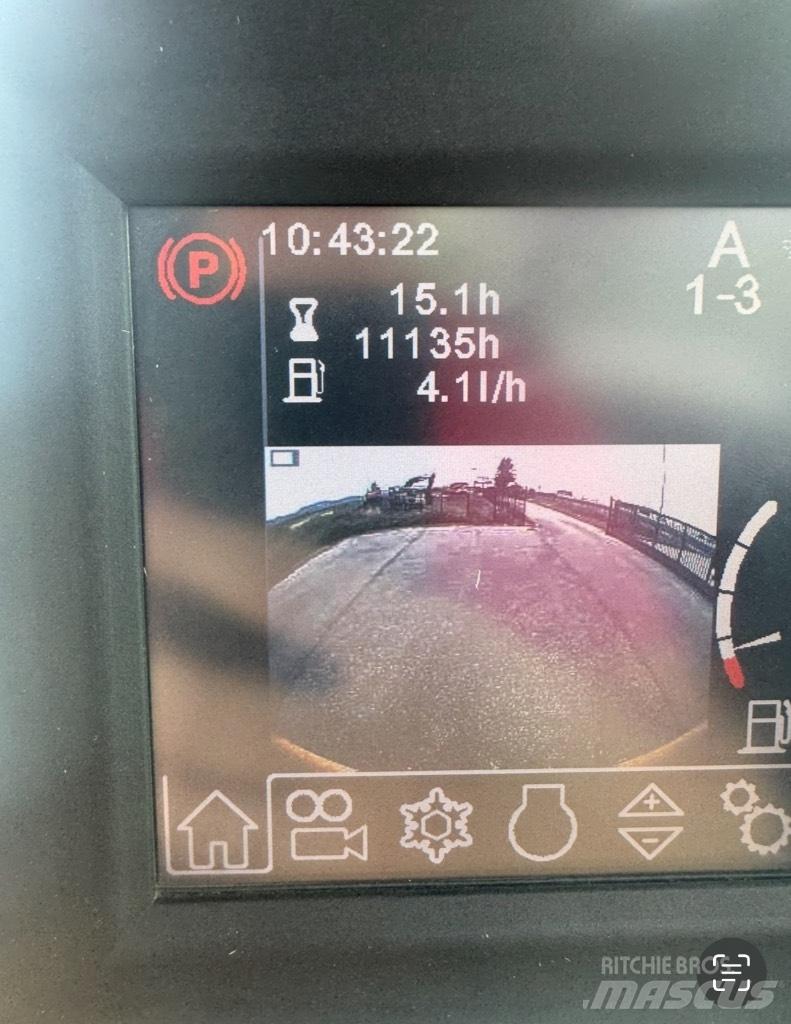 P
10:43:22
A
15.1h
1-3
11135h
4.1l/h
RITCHIE BROS
MASCUS